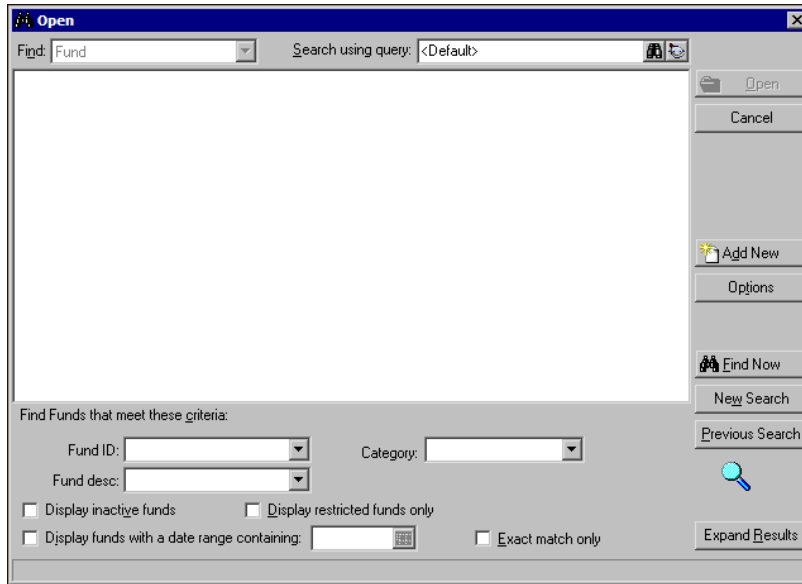 Open
Find: Fund Search using query: <Default>
Open
Cancel
Add New
Options
Find Now
New Search
Previous Search
Find Funds that meet these criteria:
Fund ID: Category:
Fund desc:
Display inactive funds Display restricted funds only
Display funds with a date range containing: Exact match only
Expand Results